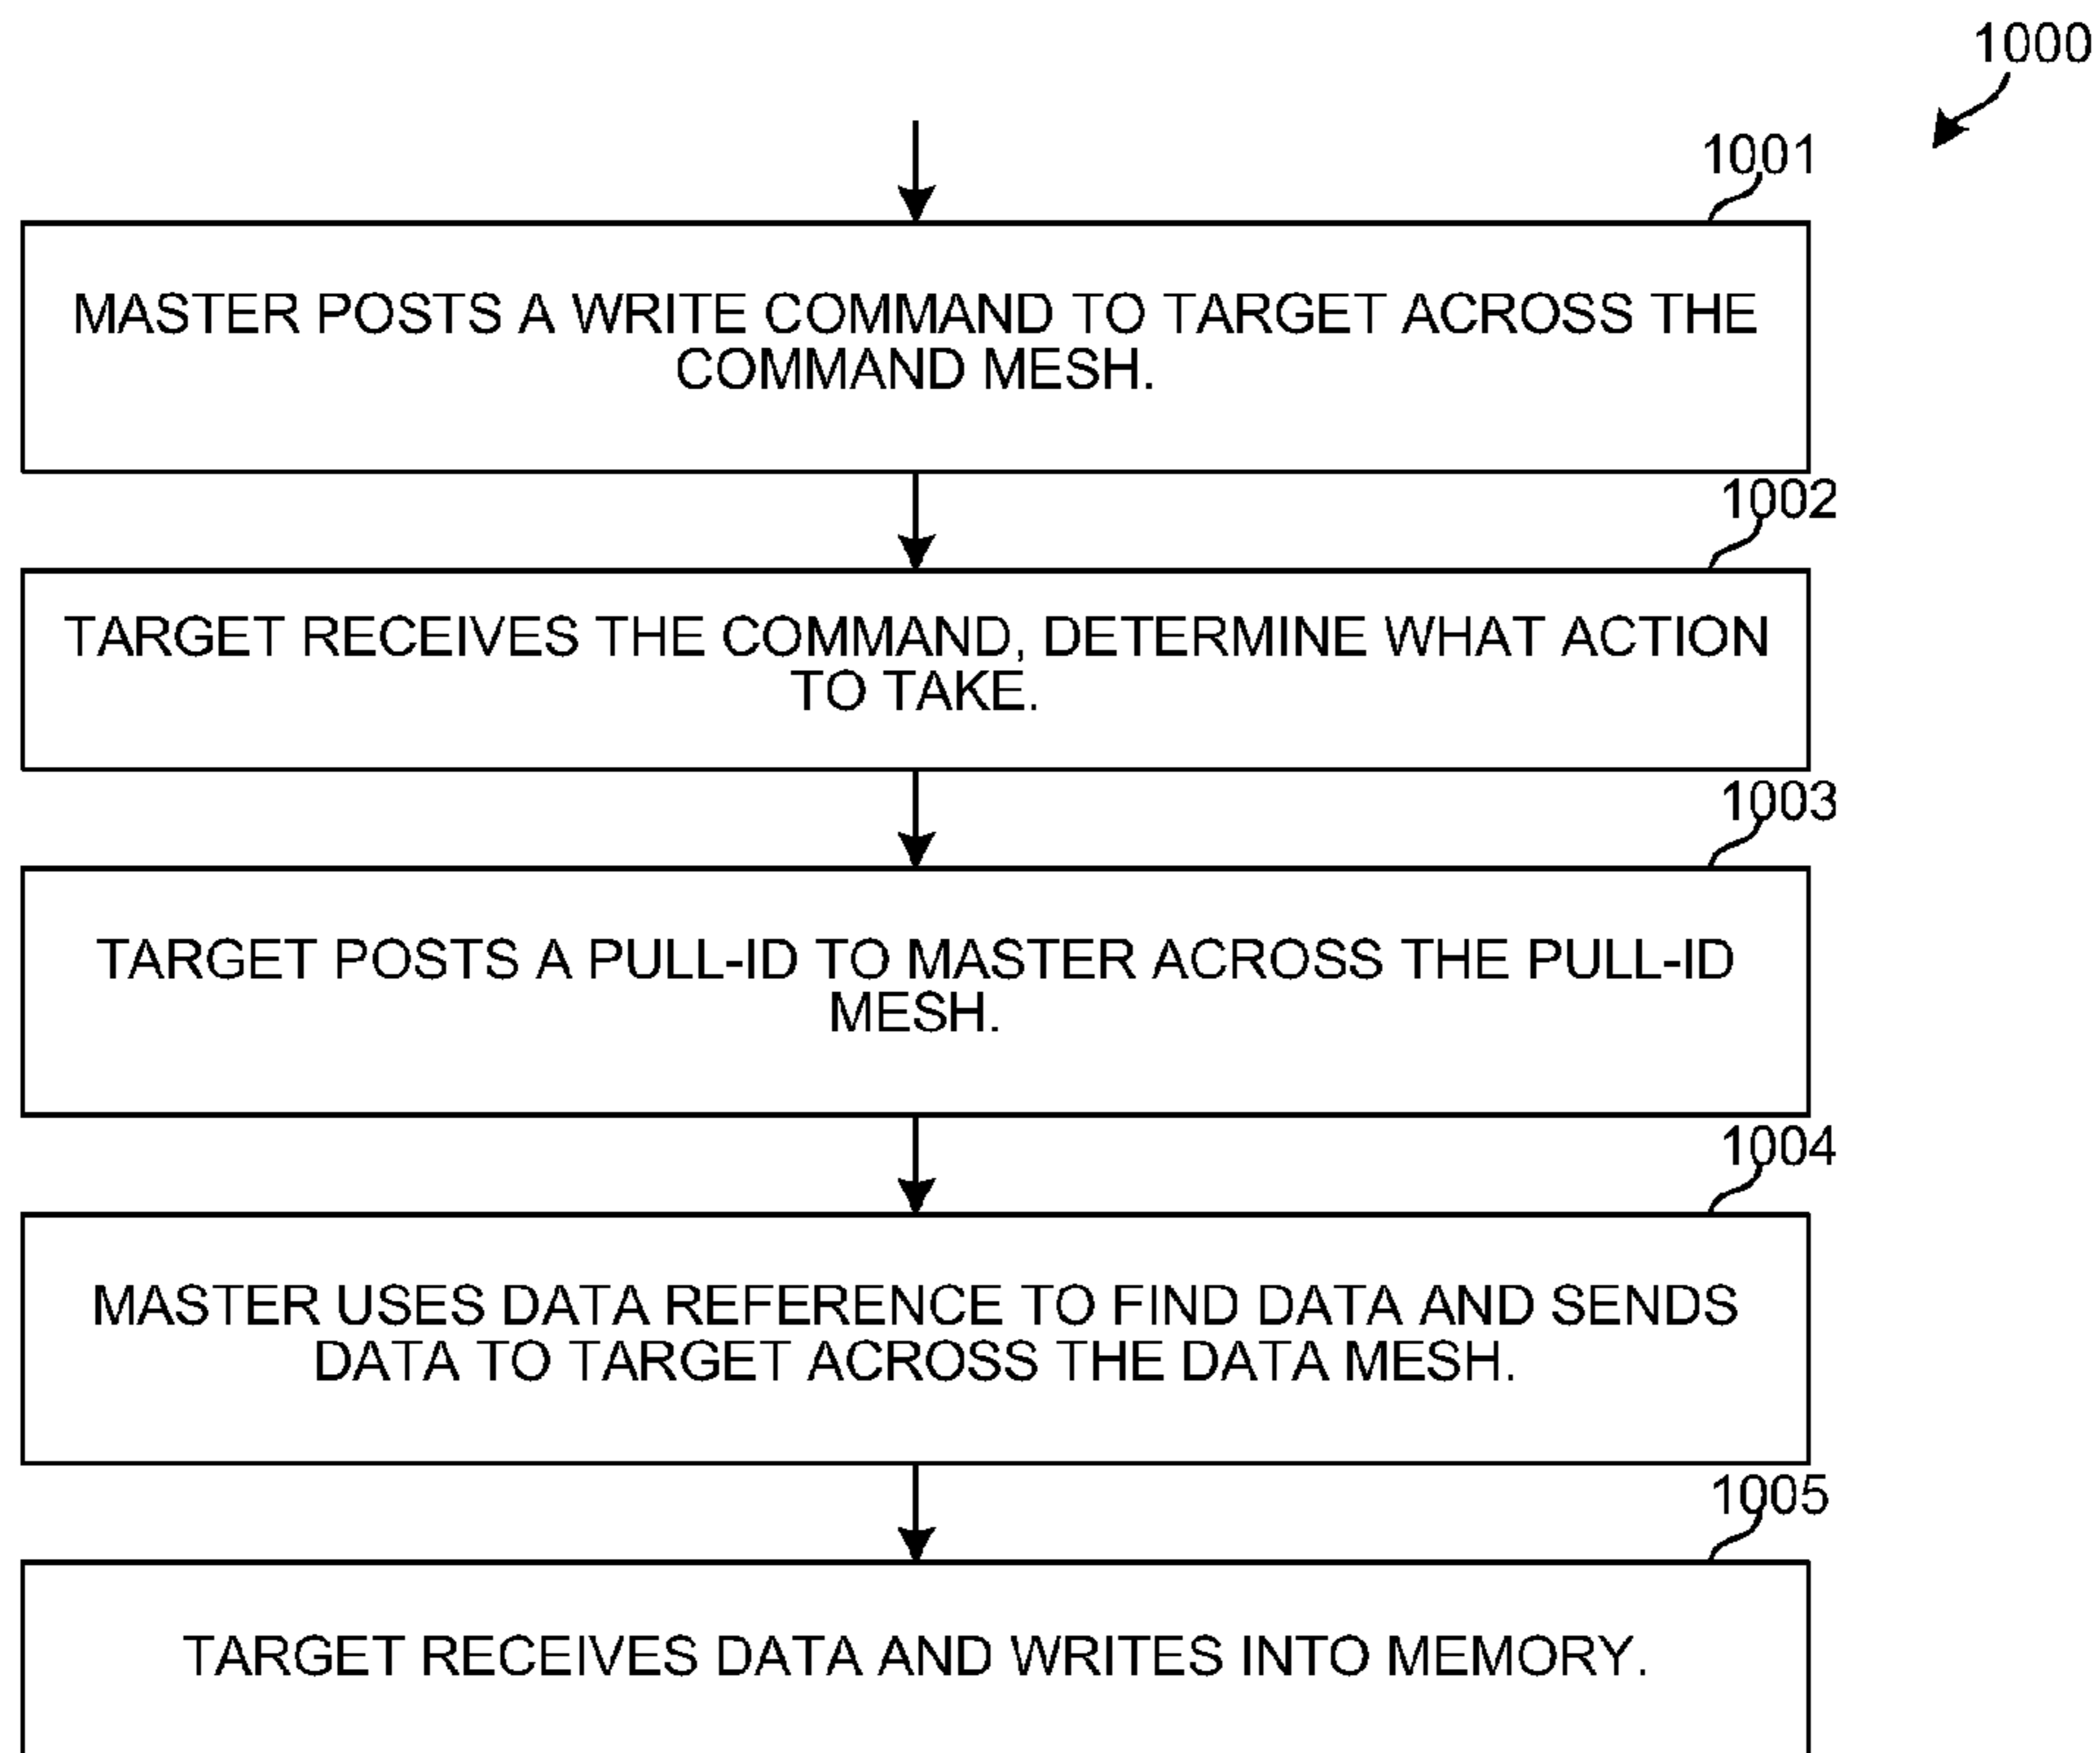 1000
1001
MASTER POSTS A WRITE COMMAND TO TARGET ACROSS THE
COMMAND MESH.
1002
TARGET RECEIVES THE COMMAND, DETERMINE WHAT ACTION
TO TAKE.
1003
TARGET POSTS A PULL-ID TO MASTER ACROSS THE PULL-ID
MESH.
1004
MASTER USES DATA REFERENCE TO FIND DATA AND SENDS
DATA TO TARGET ACROSS THE DATA MESH.
1005
TARGET RECEIVES DATA AND WRITES INTO MEMORY.